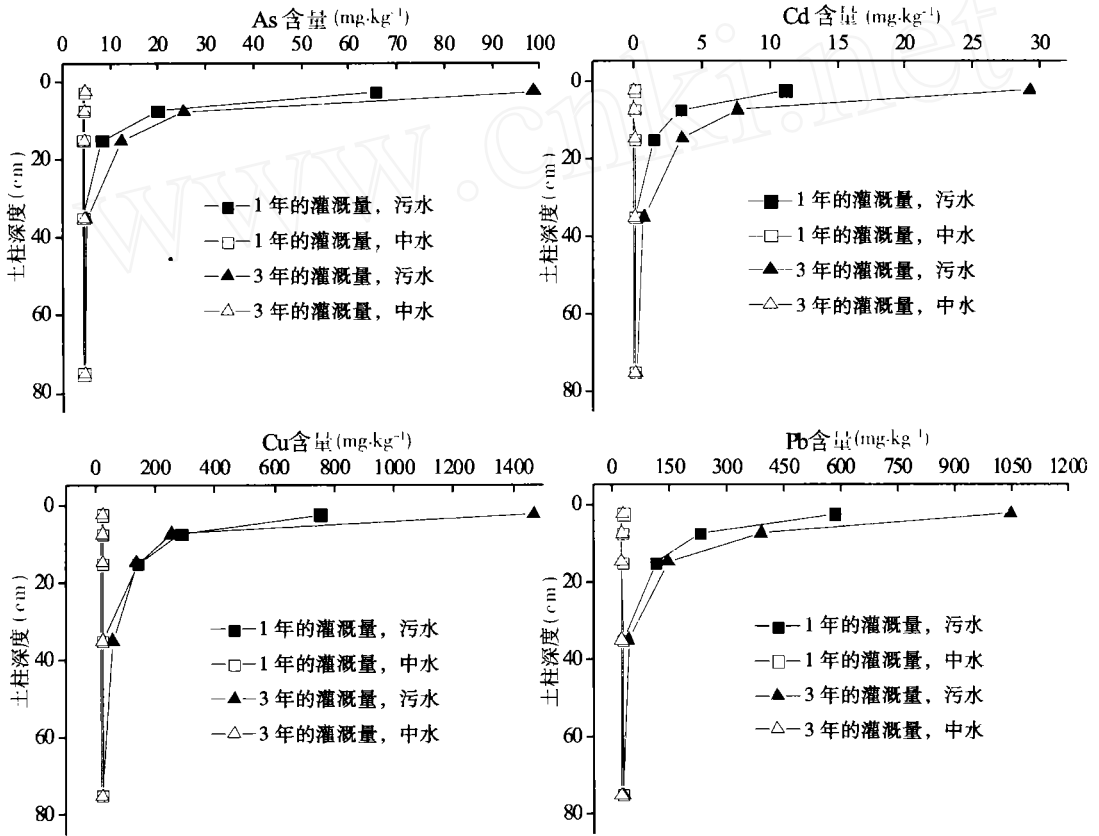 As 含量 (mg·kg⁻¹)
0 20 40 60 80 100
0
20
40
60
80
土柱深度 (cm)
1 年的灌溉量, 污水
1 年的灌溉量, 中水
3 年的灌溉量, 污水
3 年的灌溉量, 中水
Cd 含量 (mg·kg⁻¹)
0 5 10 15 20 25 30
0
20
40
60
80
土柱深度 (cm)
1 年的灌溉量, 污水
1 年的灌溉量, 中水
3 年的灌溉量, 污水
3 年的灌溉量, 中水
Cu含量 (mg·kg⁻¹)
0 200 400 600 800 1000 1200 1400
0
20
40
60
80
土柱深度 (cm)
1 年的灌溉量, 污水
1 年的灌溉量, 中水
3 年的灌溉量, 污水
3 年的灌溉量, 中水
Pb含量 (mg·kg⁻¹)
0 150 300 450 600 750 900 1050 1200
0
20
40
60
80
土柱深度 (cm)
1 年的灌溉量, 污水
1 年的灌溉量, 中水
3 年的灌溉量, 污水
3 年的灌溉量, 中水
www.cnki.net